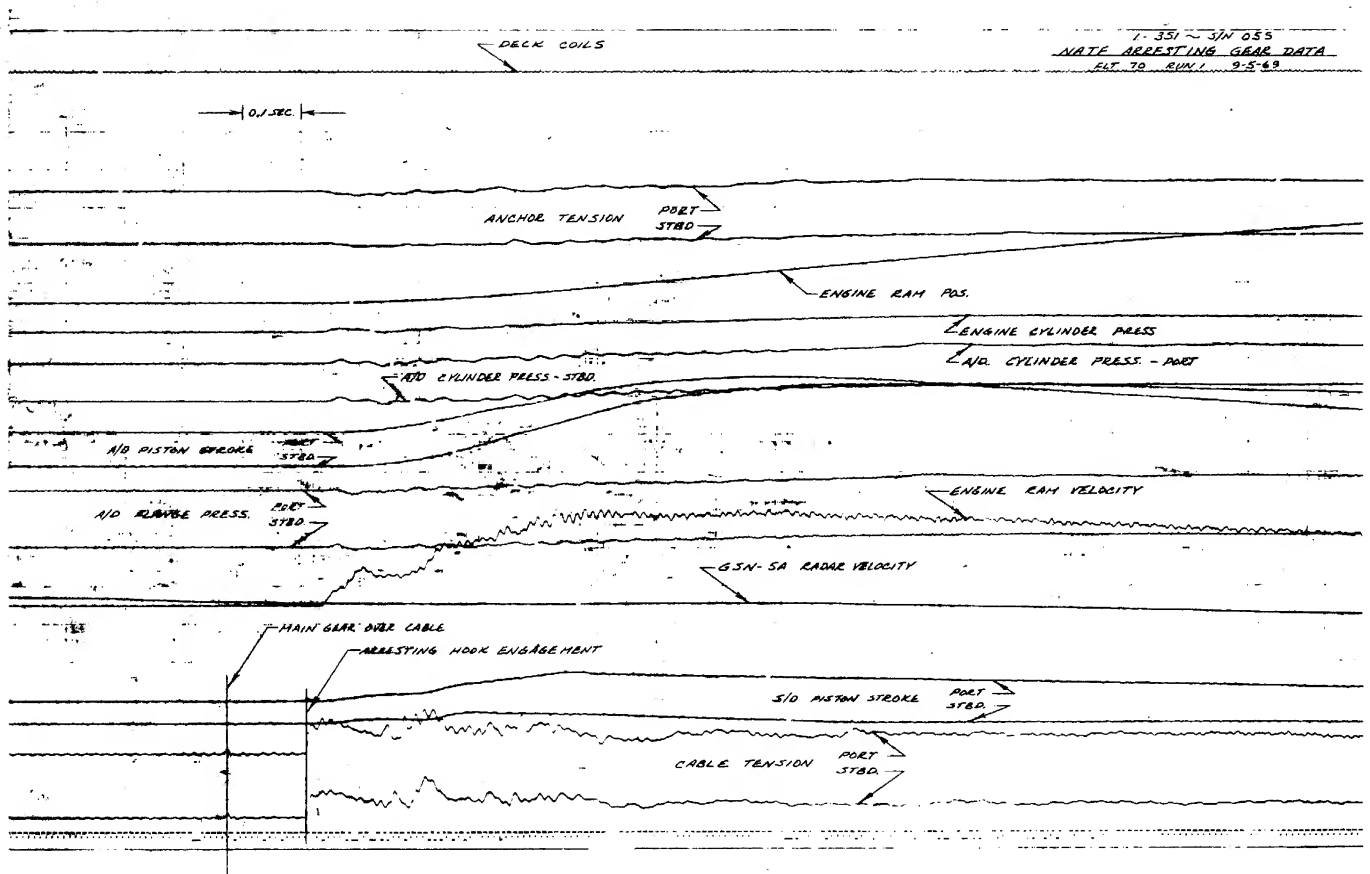 1-351 ~ S/N 055
NATF ARRESTING GEAR DATA
FLT 70 RUN 1 9-5-69
DECK COILS
0.1 SEC.
ANCHOR TENSION PORT
STBD
ENGINE RAM POS.
ENGINE CYLINDER PRESS
A/D. CYLINDER PRESS. - PORT
A/D CYLINDER PRESS - STBD.
A/D PISTON STROKE PORT
STBD.
A/D FLANGE PRESS. PORT
STBD.
ENGINE RAM VELOCITY
GSN-5A RADAR VELOCITY
MAIN GEAR OVER CABLE
ARRESTING HOOK ENGAGEMENT
S/D PISTON STROKE PORT
STBD.
CABLE TENSION PORT
STBD.